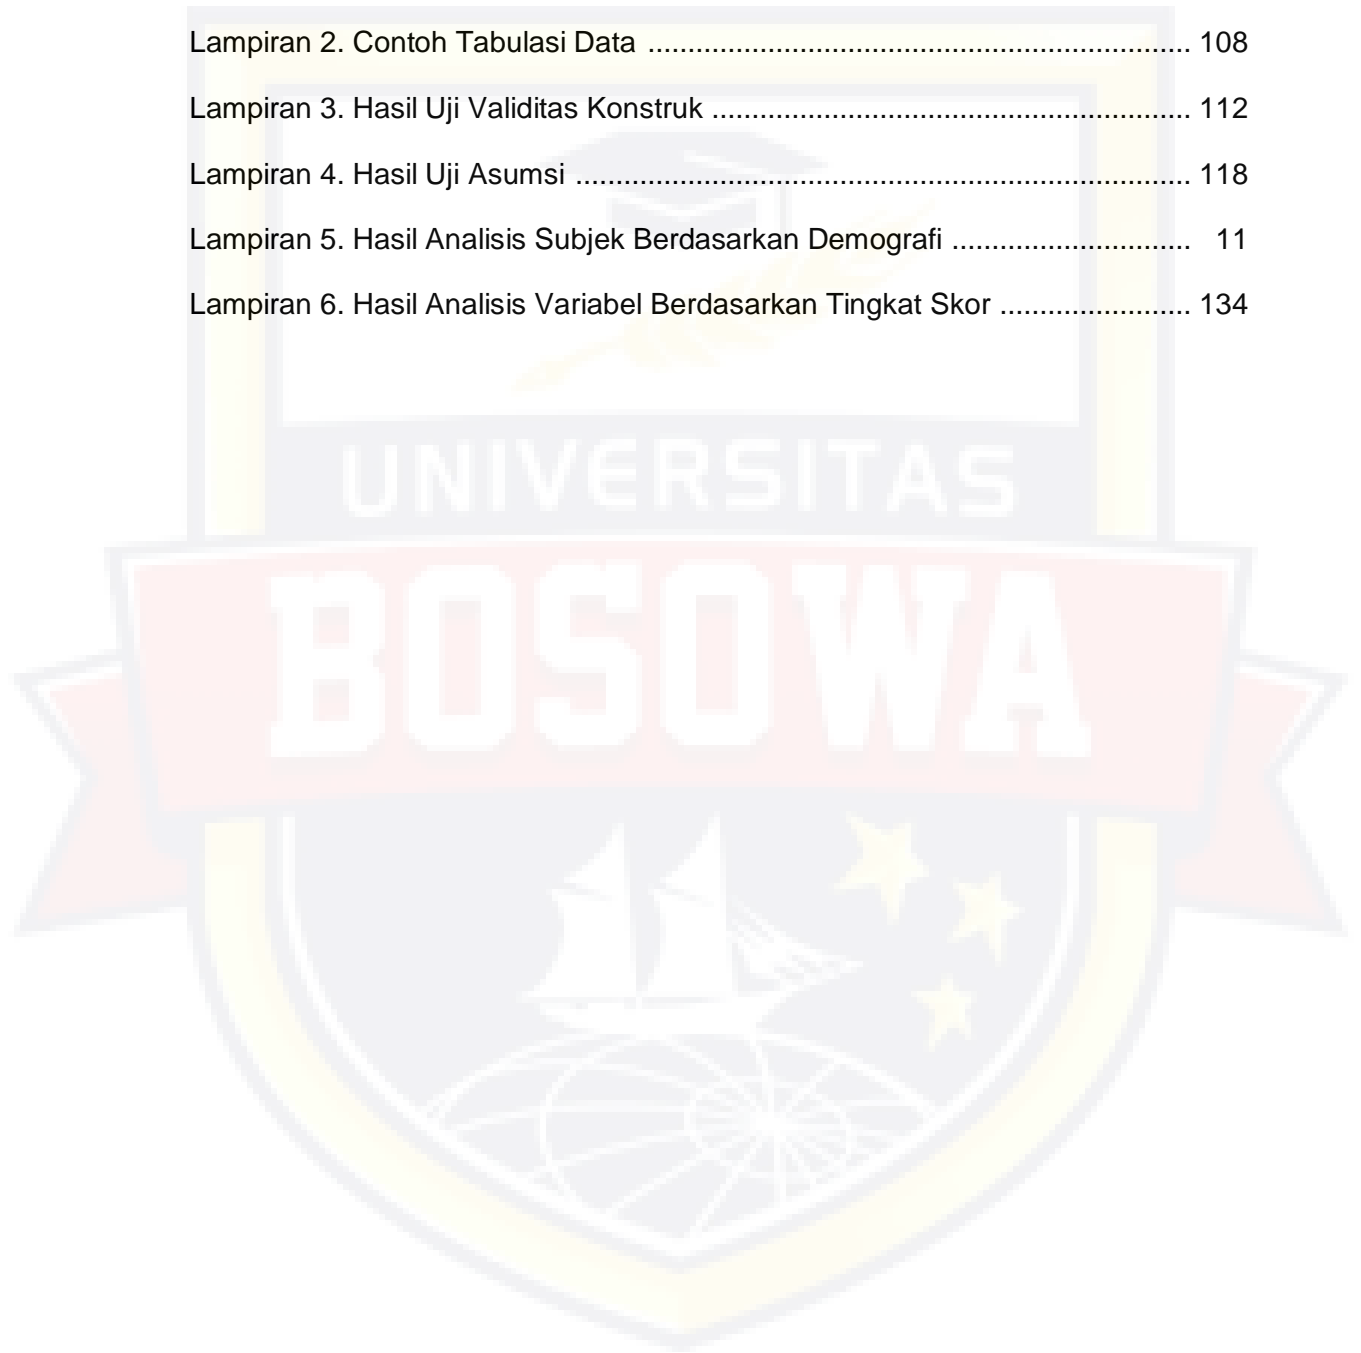 Lampiran 2. Contoh Tabulasi Data .................................................................... 108
Lampiran 3. Hasil Uji Validitas Konstruk ............................................................ 112
Lampiran 4. Hasil Uji Asumsi ............................................................................. 118
Lampiran 5. Hasil Analisis Subjek Berdasarkan Demografi .............................. 11
Lampiran 6. Hasil Analisis Variabel Berdasarkan Tingkat Skor ........................ 134
UNIVERSITAS
BOSOWA